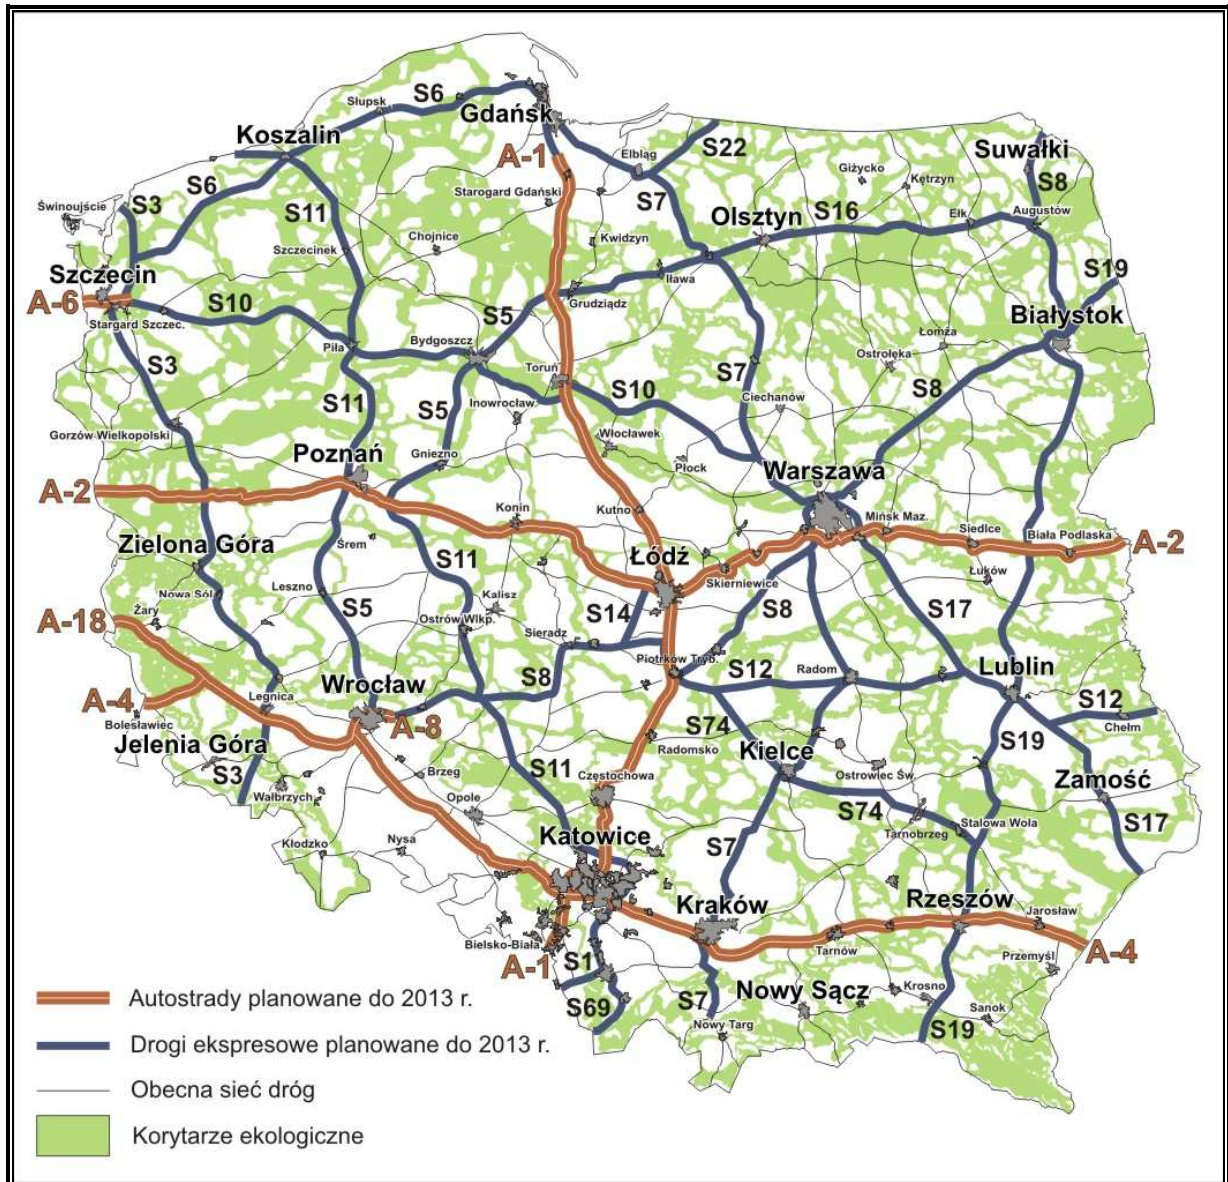 Słupsk
S6
Gdańsk
Koszalin
A-1
Elbląg
S22
Suwałki
Giżycko
Kętrzyn
S8
Świnoujście
S3
S6
S11
Starogard Gdański
S7
Olsztyn
S16
Ełk
Augustów
Chojnice
Kwidzyn
Szczecinek
Szczecin
A-6
S10
Stargard Szczec.
Iława
Grudziądz
S19
Białystok
S5
Bydgoszcz
Piła
Łomża
Ostrołęka
S3
Toruń
S7
S8
S11
S5
Inowrocław
S10
Ciechanów
Gorzów Wielkopolski
Włocławek
Poznań
Gniezno
Płock
Warszawa
A-2
Konin
Kutno
Mińsk Maz.
Siedlce
Biała Podlaska
A-2
Zielona Góra
Śrem
S11
Łódź
Skierniewice
Łuków
Nowa Sól
Leszno
Kalisz
S14
S8
S17
Żary
S5
Ostrów Wlkp.
Sieradz
A-18
Piotrków Tryb.
S12
Radom
Lublin
Wrocław
S8
Legnica
A-4
A-8
S12
Bolesławiec
S74
Chełm
Jelenia Góra
Radomsko
Kielce
S19
S3
Brzeg
S11
Częstochowa
Ostrowiec Św.
Zamość
Wałbrzych
Opole
S74
Stalowa Wola
S17
Tarnobrzeg
Kłodzko
Nysa
Katowice
S7
Kraków
Rzeszów
Jarosław
Bielsko-Biała
A-1
S1
Tarnów
A-4
Przemyśl
S69
S7
Nowy Sącz
Krosno
Sanok
Nowy Targ
S19
Autostrady planowane do 2013 r.
Drogi ekspresowe planowane do 2013 r.
Obecna sieć dróg
Korytarze ekologiczne